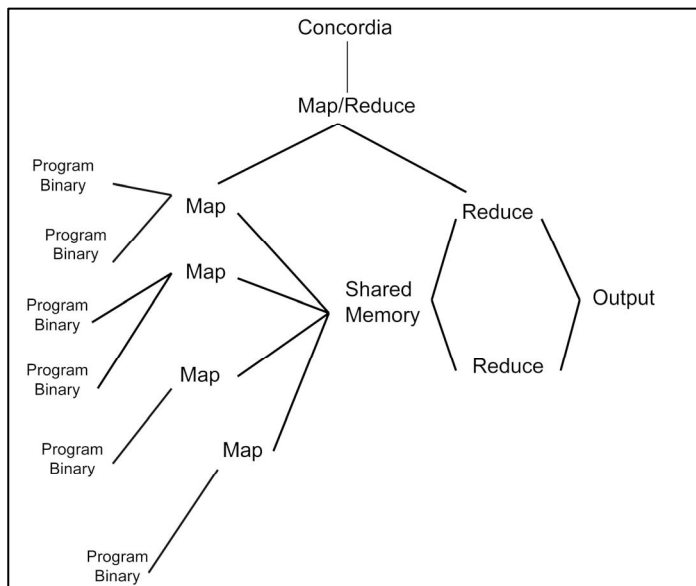 Concordia
Map/Reduce
Program
Binary
Map
Reduce
Program
Binary
Map
Shared
Memory
Output
Program
Binary
Program
Binary
Map
Reduce
Program
Binary
Map
Program
Binary